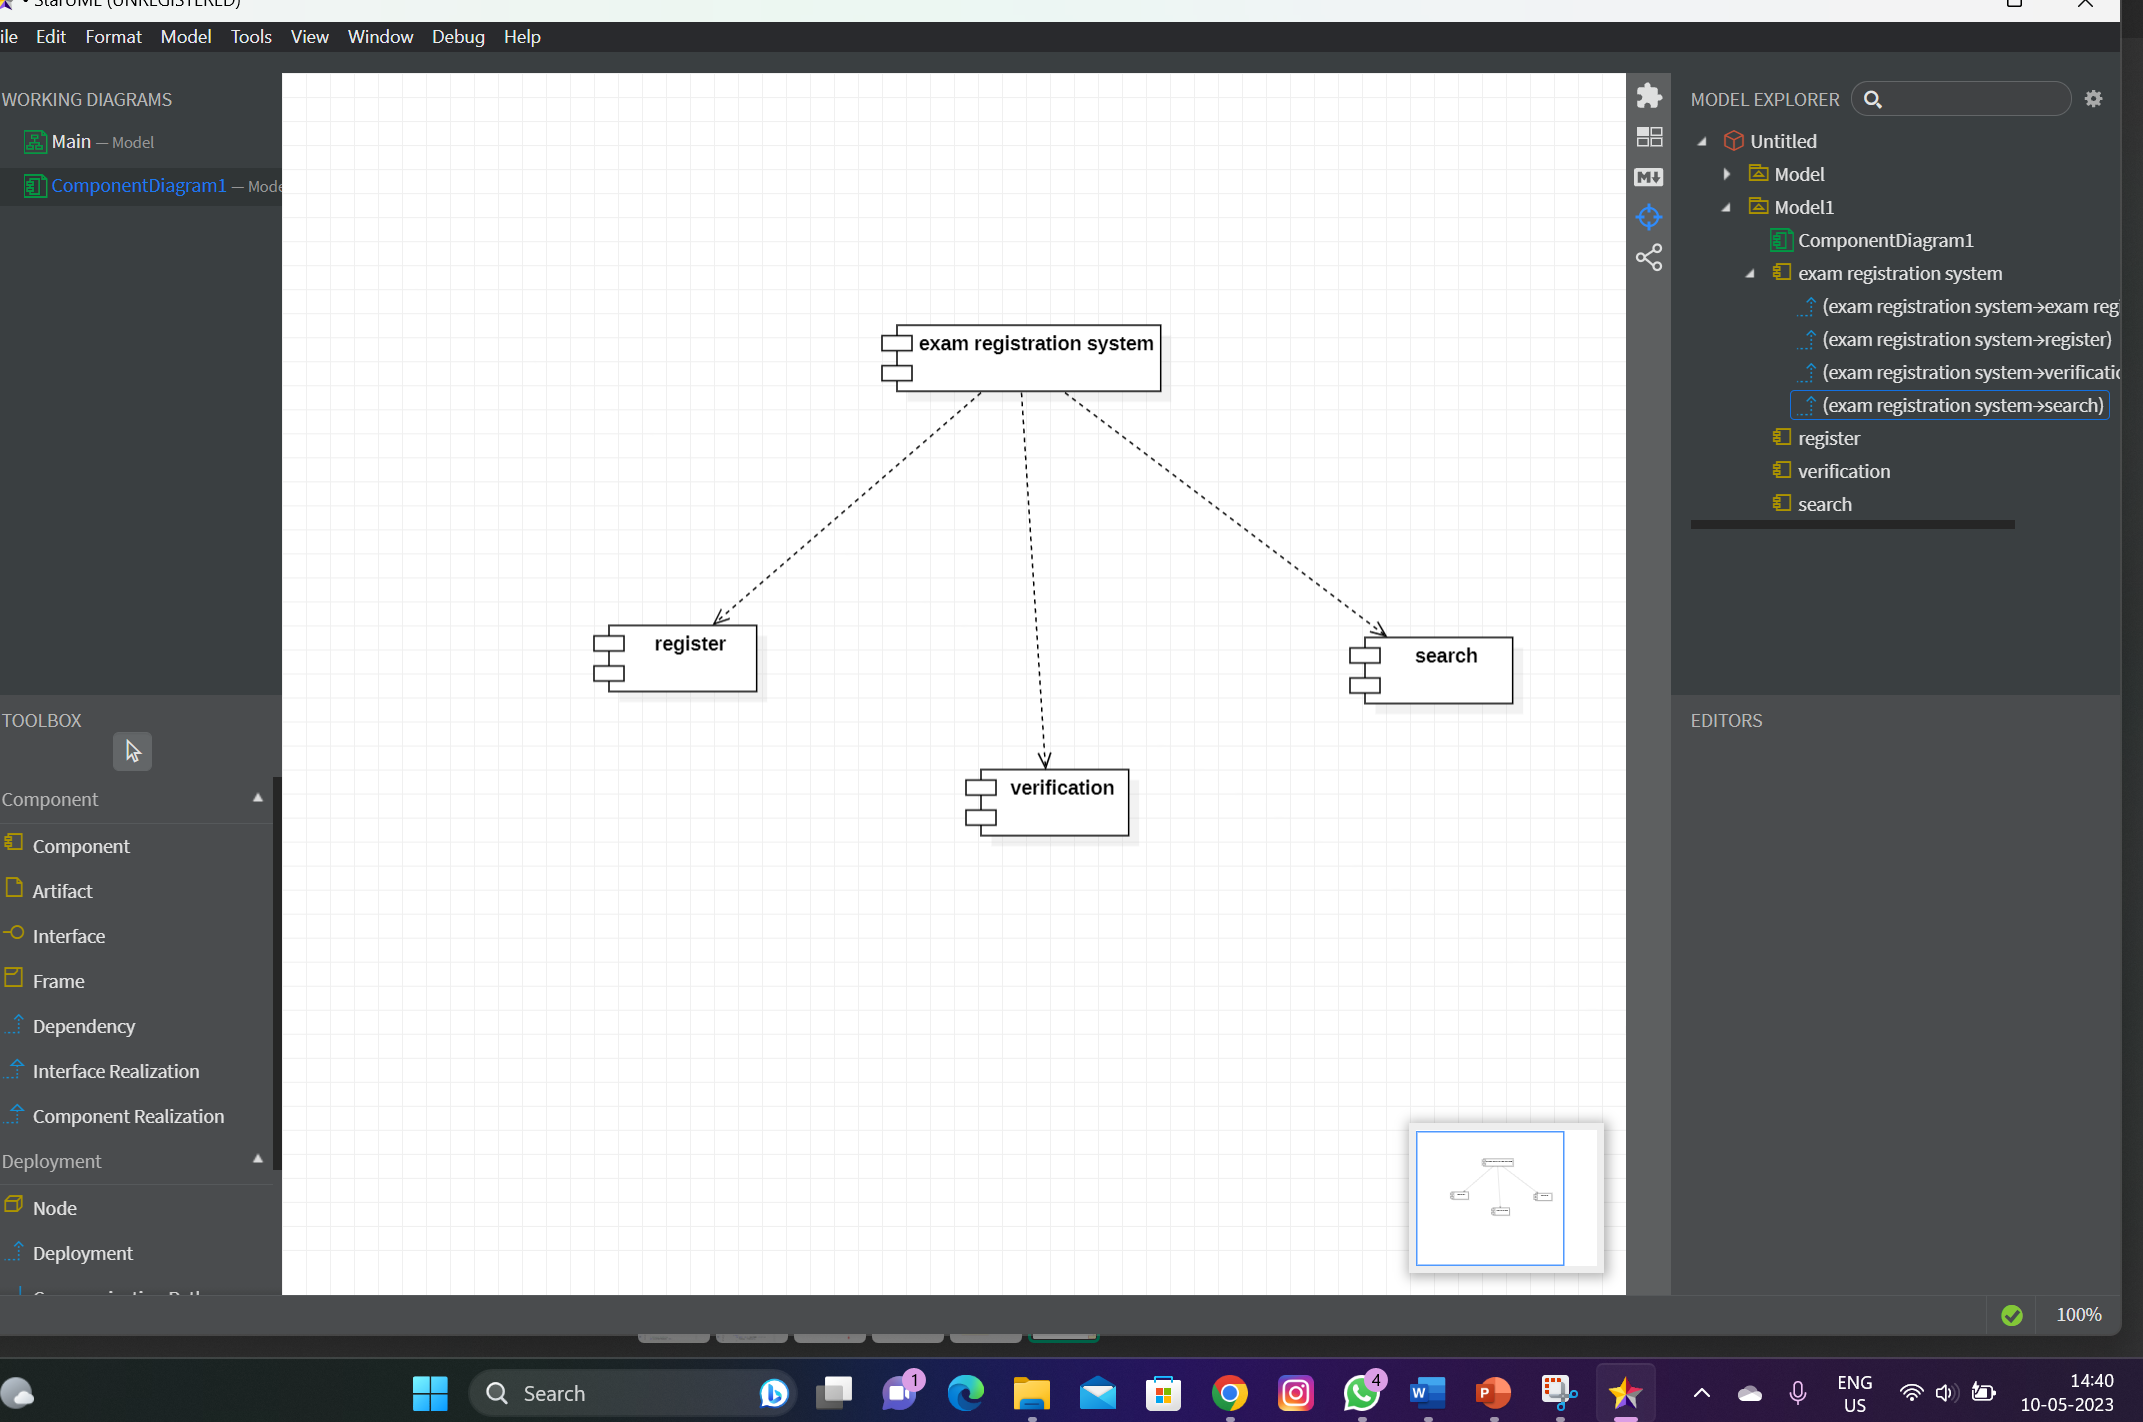 StarUML (UNREGISTERED)
ile Edit Format Model Tools View Window Debug Help
WORKING DIAGRAMS
Main — Model
ComponentDiagram1 — Mode
TOOLBOX
Component
Component
Artifact
Interface
Frame
Dependency
Interface Realization
Component Realization
Deployment
Node
Deployment
exam registration system
register
search
verification
MODEL EXPLORER
Untitled
Model
Model1
ComponentDiagram1
exam registration system
(exam registration system→exam reg
(exam registration system→register)
(exam registration system→verificatio
(exam registration system→search)
register
verification
search
EDITORS
100%
Search
1
4
ENG
US
14:40
10-05-2023